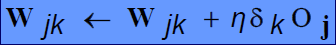 W jk ← W jk + ηδ k O j